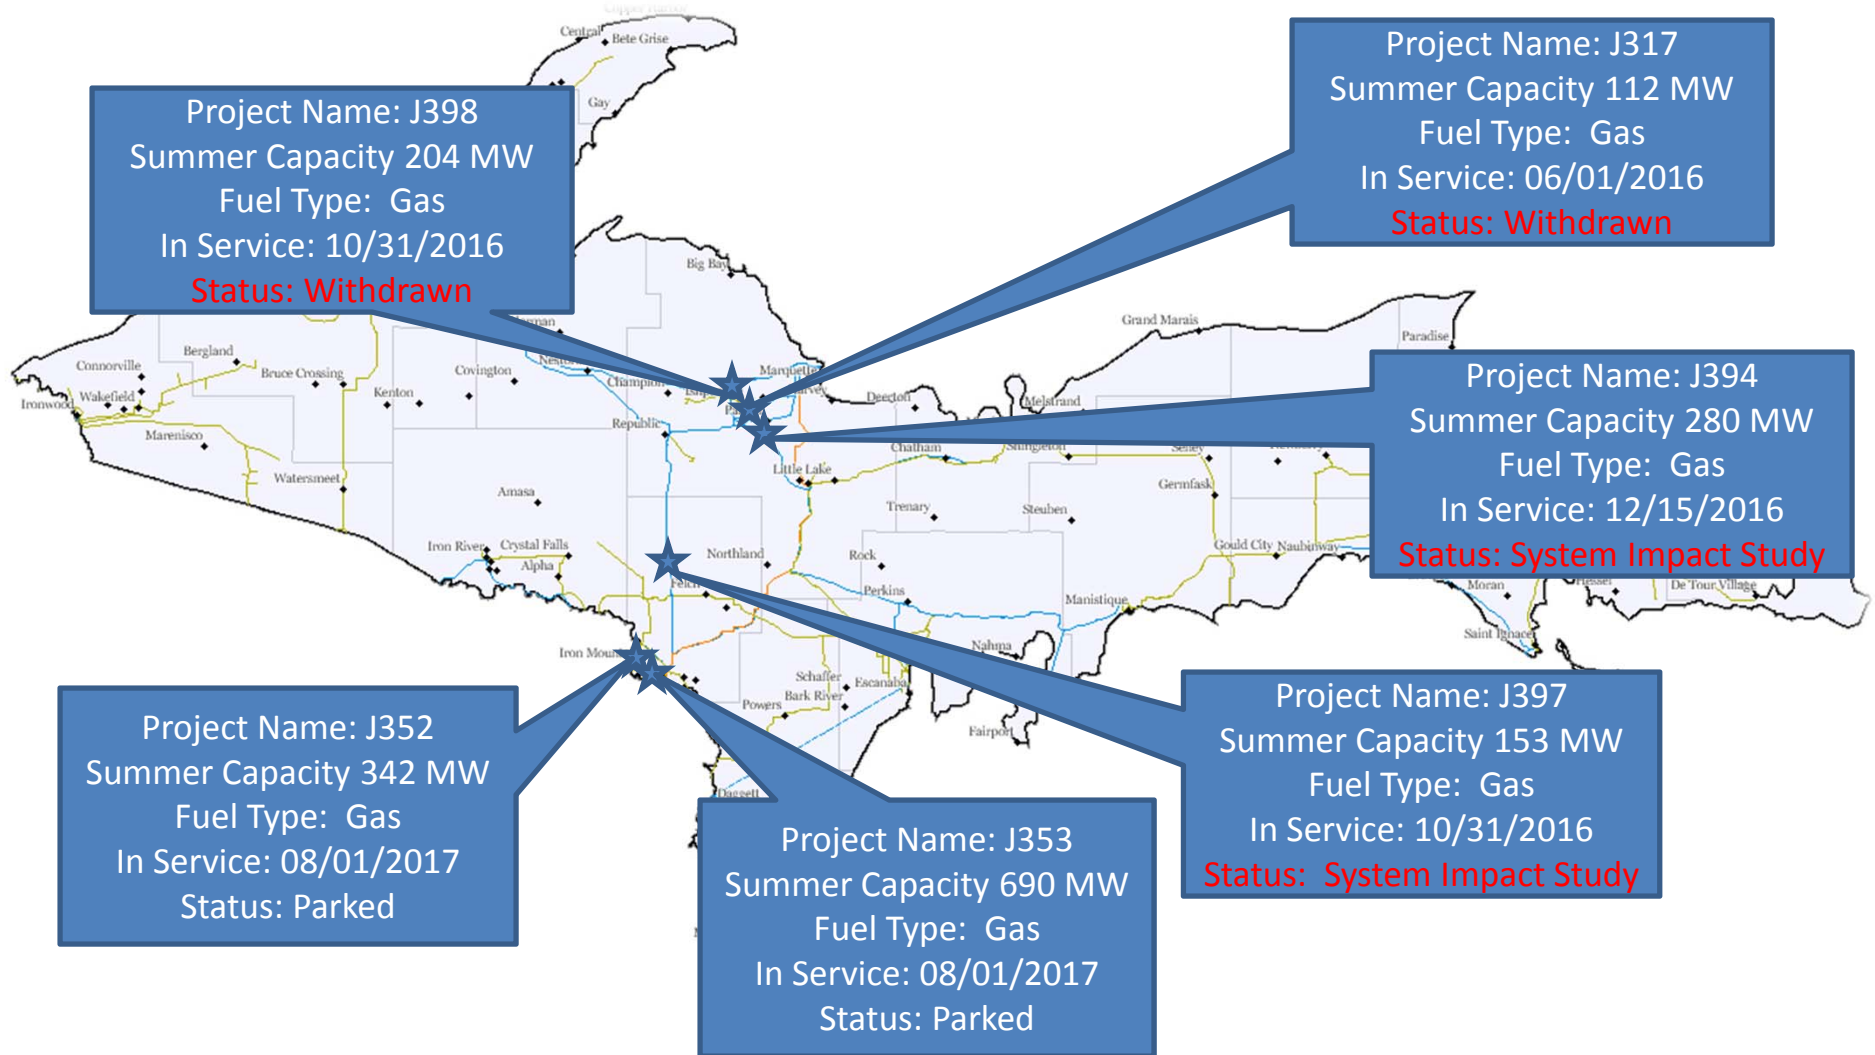 Copper Harbor
Central
Bete Grise
Gay
Project Name: J398
Summer Capacity 204 MW
Fuel Type: Gas
In Service: 10/31/2016
Status: Withdrawn
Project Name: J317
Summer Capacity 112 MW
Fuel Type: Gas
In Service: 06/01/2016
Status: Withdrawn
Big Bay
Grand Marais
Paradise
Bergland
Connorville
Bruce Crossing
Covington
Champion
Marquette
Wakefield
Kenton
Ironwood
Deerton
Melstrand
Republic
Marenisco
Chatham
Shingleton
Seney
Watersmeet
Little Lake
Germfask
Amasa
Trenary
Steuben
Project Name: J394
Summer Capacity 280 MW
Fuel Type: Gas
In Service: 12/15/2016
Status: System Impact Study
Iron River
Crystal Falls
Alpha
Northland
Rock
Gould City
Naubinway
Felch
Perkins
Manistique
Moran
Hessel
De Tour Village
Saint Ignace
Iron Moun
Nahma
Schaffer
Escanaba
Bark River
Powers
Fairport
Daggett
Project Name: J352
Summer Capacity 342 MW
Fuel Type: Gas
In Service: 08/01/2017
Status: Parked
Project Name: J353
Summer Capacity 690 MW
Fuel Type: Gas
In Service: 08/01/2017
Status: Parked
Project Name: J397
Summer Capacity 153 MW
Fuel Type: Gas
In Service: 10/31/2016
Status: System Impact Study